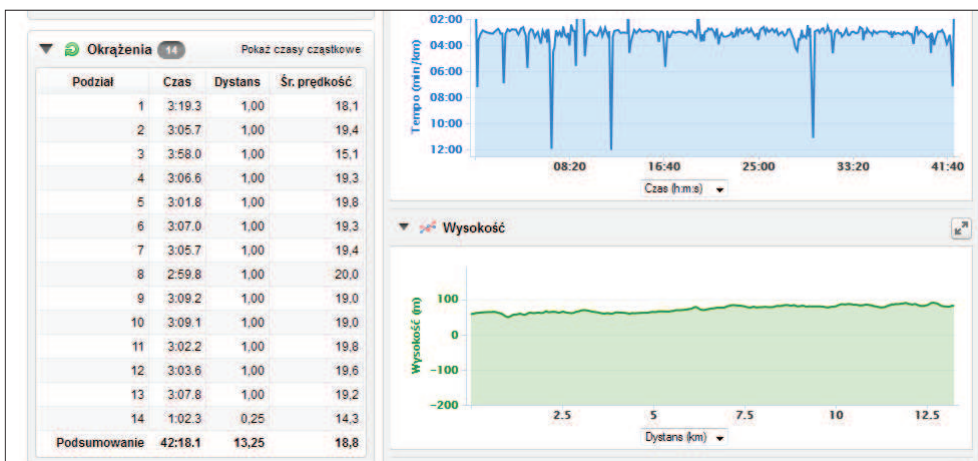 Okrążenia 14 Pokaż czasy cząstkowe
Podział Czas Dystans Śr. prędkość
1 3:19.3 1,00 18,1
2 3:05.7 1,00 19,4
3 3:58.0 1,00 15,1
4 3:06.6 1,00 19,3
5 3:01.8 1,00 19,8
6 3:07.0 1,00 19,3
7 3:05.7 1,00 19,4
8 2:59.8 1,00 20,0
9 3:09.2 1,00 19,0
10 3:09.1 1,00 19,0
11 3:02.2 1,00 19,8
12 3:03.6 1,00 19,6
13 3:07.8 1,00 19,2
14 1:02.3 0,25 14,3
Podsumowanie 42:18.1 13,25 18,8
Tempo (min/km)
02:00
04:00
06:00
08:00
10:00
12:00
08:20 16:40 25:00 33:20 41:40
Czas (h:m:s)
Wysokość
Wysokość (m)
100
0
-100
-200
2.5 5 7.5 10 12.5
Dystans (km)